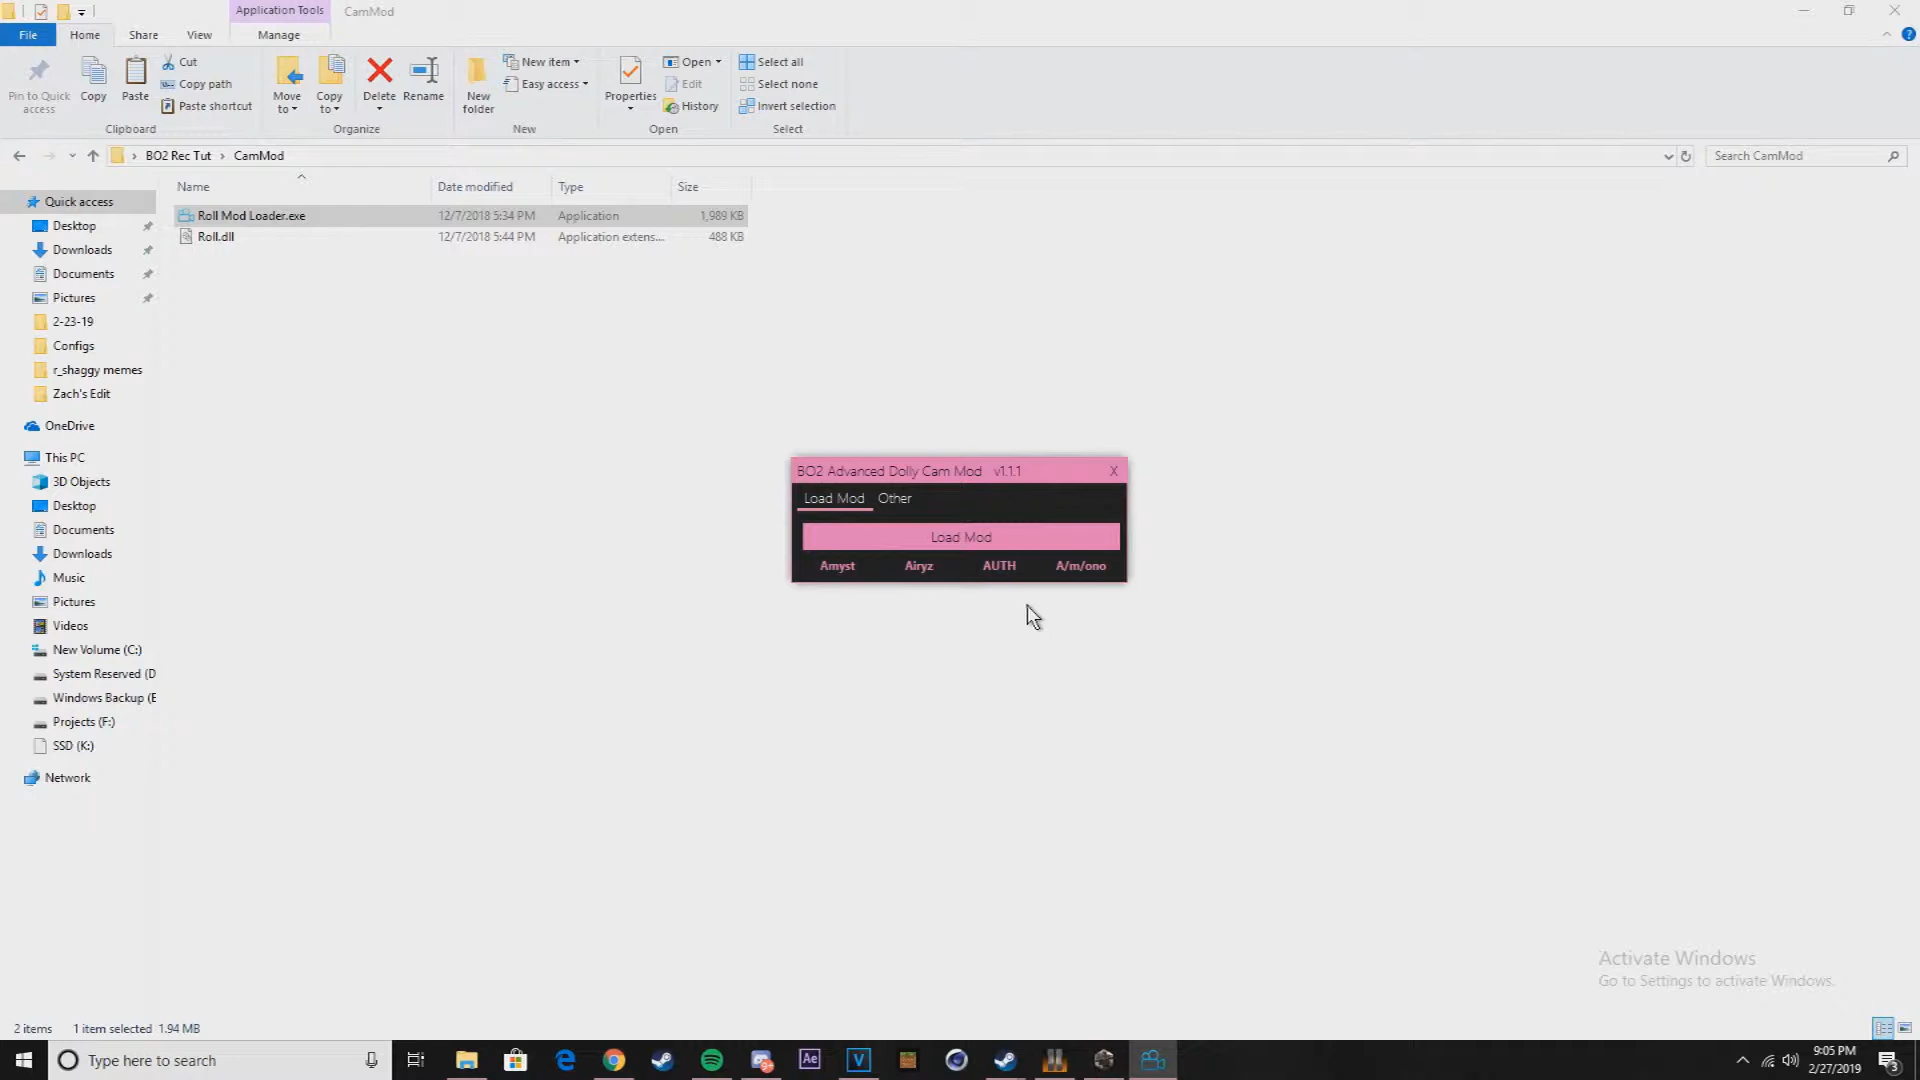 Application Tools
CamMod
File
Home
Share
View
Manage
Pin to Quick access
Copy
Paste
Cut
Copy path
Paste shortcut
Clipboard
Move to
Copy to
Delete
Rename
Organize
New folder
New item
Easy access
New
Properties
Open
Edit
History
Open
Select all
Select none
Invert selection
Select
BO2 Rec Tut
CamMod
Search CamMod
Name
Date modified
Type
Size
Roll Mod Loader.exe
12/7/2018 5:34 PM
Application
1,989 KB
Roll.dll
12/7/2018 5:44 PM
Application extens...
488 KB
Quick access
Desktop
Downloads
Documents
Pictures
2-23-19
Configs
r_shaggy memes
Zach's Edit
OneDrive
This PC
3D Objects
Desktop
Documents
Downloads
Music
Pictures
Videos
New Volume (C:)
System Reserved (D
Windows Backup (E
Projects (F:)
SSD (K:)
Network
BO2 Advanced Dolly Cam Mod v1.1.1
X
Load Mod
Other
Load Mod
Amyst
Airyz
AUTH
A/m/ono
Activate Windows
Go to Settings to activate Windows.
2 items
1 item selected 1.94 MB
Type here to search
Ae
V
9:05 PM
2/27/2019
3